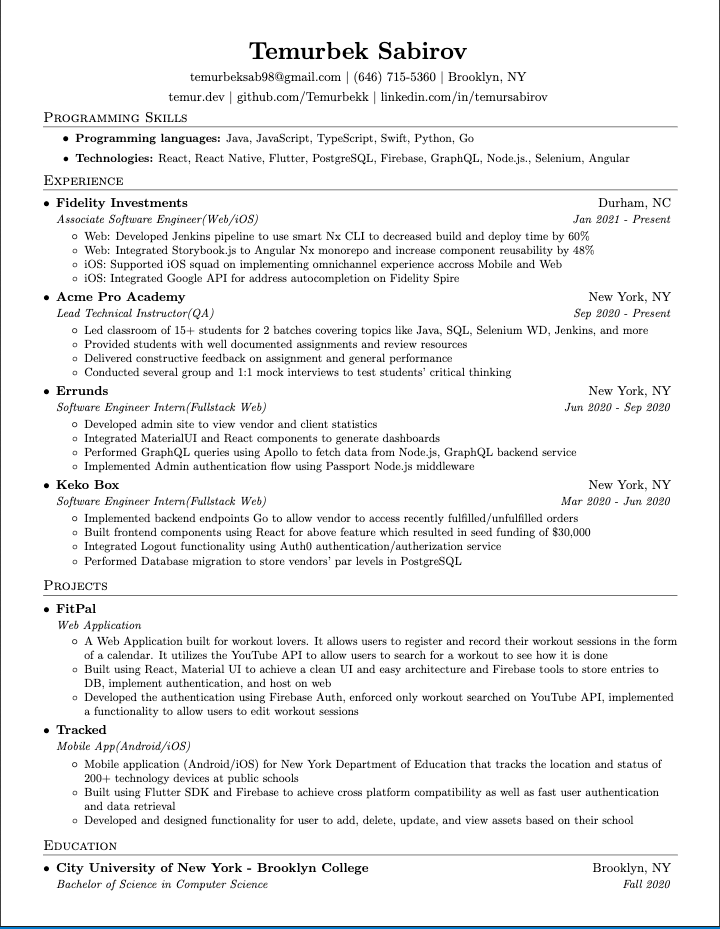 Temurbek Sabirov
temurbeksab98@gmail.com | (646) 715-5360 | Brooklyn, NY
temur.dev | github.com/Temurbekk | linkedin.com/in/temursabirov
Programming Skills
• Programming languages: Java, JavaScript, TypeScript, Swift, Python, Go
• Technologies: React, React Native, Flutter, PostgreSQL, Firebase, GraphQL, Node.js., Selenium, Angular
Experience
• Fidelity Investments Durham, NC
Associate Software Engineer(Web/iOS) Jan 2021 - Present
◦ Web: Developed Jenkins pipeline to use smart Nx CLI to decreased build and deploy time by 60%
◦ Web: Integrated Storybook.js to Angular Nx monorepo and increase component reusability by 48%
◦ iOS: Supported iOS squad on implementing omnichannel experience accross Mobile and Web
◦ iOS: Integrated Google API for address autocompletion on Fidelity Spire
• Acme Pro Academy New York, NY
Lead Technical Instructor(QA) Sep 2020 - Present
◦ Led classroom of 15+ students for 2 batches covering topics like Java, SQL, Selenium WD, Jenkins, and more
◦ Provided students with well documented assignments and review resources
◦ Delivered constructive feedback on assignment and general performance
◦ Conducted several group and 1:1 mock interviews to test students' critical thinking
• Errunds New York, NY
Software Engineer Intern(Fullstack Web) Jun 2020 - Sep 2020
◦ Developed admin site to view vendor and client statistics
◦ Integrated MaterialUI and React components to generate dashboards
◦ Performed GraphQL queries using Apollo to fetch data from Node.js, GraphQL backend service
◦ Implemented Admin authentication flow using Passport Node.js middleware
• Keko Box New York, NY
Software Engineer Intern(Fullstack Web) Mar 2020 - Jun 2020
◦ Implemented backend endpoints Go to allow vendor to access recently fulfilled/unfulfilled orders
◦ Built frontend components using React for above feature which resulted in seed funding of $30,000
◦ Integrated Logout functionality using Auth0 authentication/autherization service
◦ Performed Database migration to store vendors' par levels in PostgreSQL
Projects
• FitPal
Web Application
◦ A Web Application built for workout lovers. It allows users to register and record their workout sessions in the form
of a calendar. It utilizes the YouTube API to allow users to search for a workout to see how it is done
◦ Built using React, Material UI to achieve a clean UI and easy architecture and Firebase tools to store entries to
DB, implement authentication, and host on web
◦ Developed the authentication using Firebase Auth, enforced only workout searched on YouTube API, implemented
a functionality to allow users to edit workout sessions
• Tracked
Mobile App(Android/iOS)
◦ Mobile application (Android/iOS) for New York Department of Education that tracks the location and status of
200+ technology devices at public schools
◦ Built using Flutter SDK and Firebase to achieve cross platform compatibility as well as fast user authentication
and data retrieval
◦ Developed and designed functionality for user to add, delete, update, and view assets based on their school
Education
• City University of New York - Brooklyn College Brooklyn, NY
Bachelor of Science in Computer Science Fall 2020